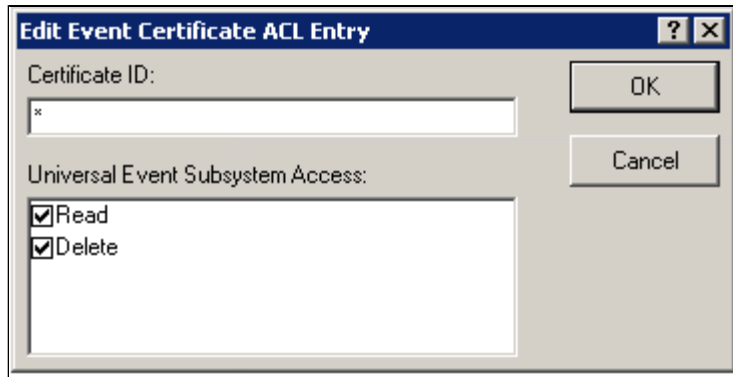 Edit Event Certificate ACL Entry
Certificate ID:
*
OK
Cancel
Universal Event Subsystem Access:
Read
Delete